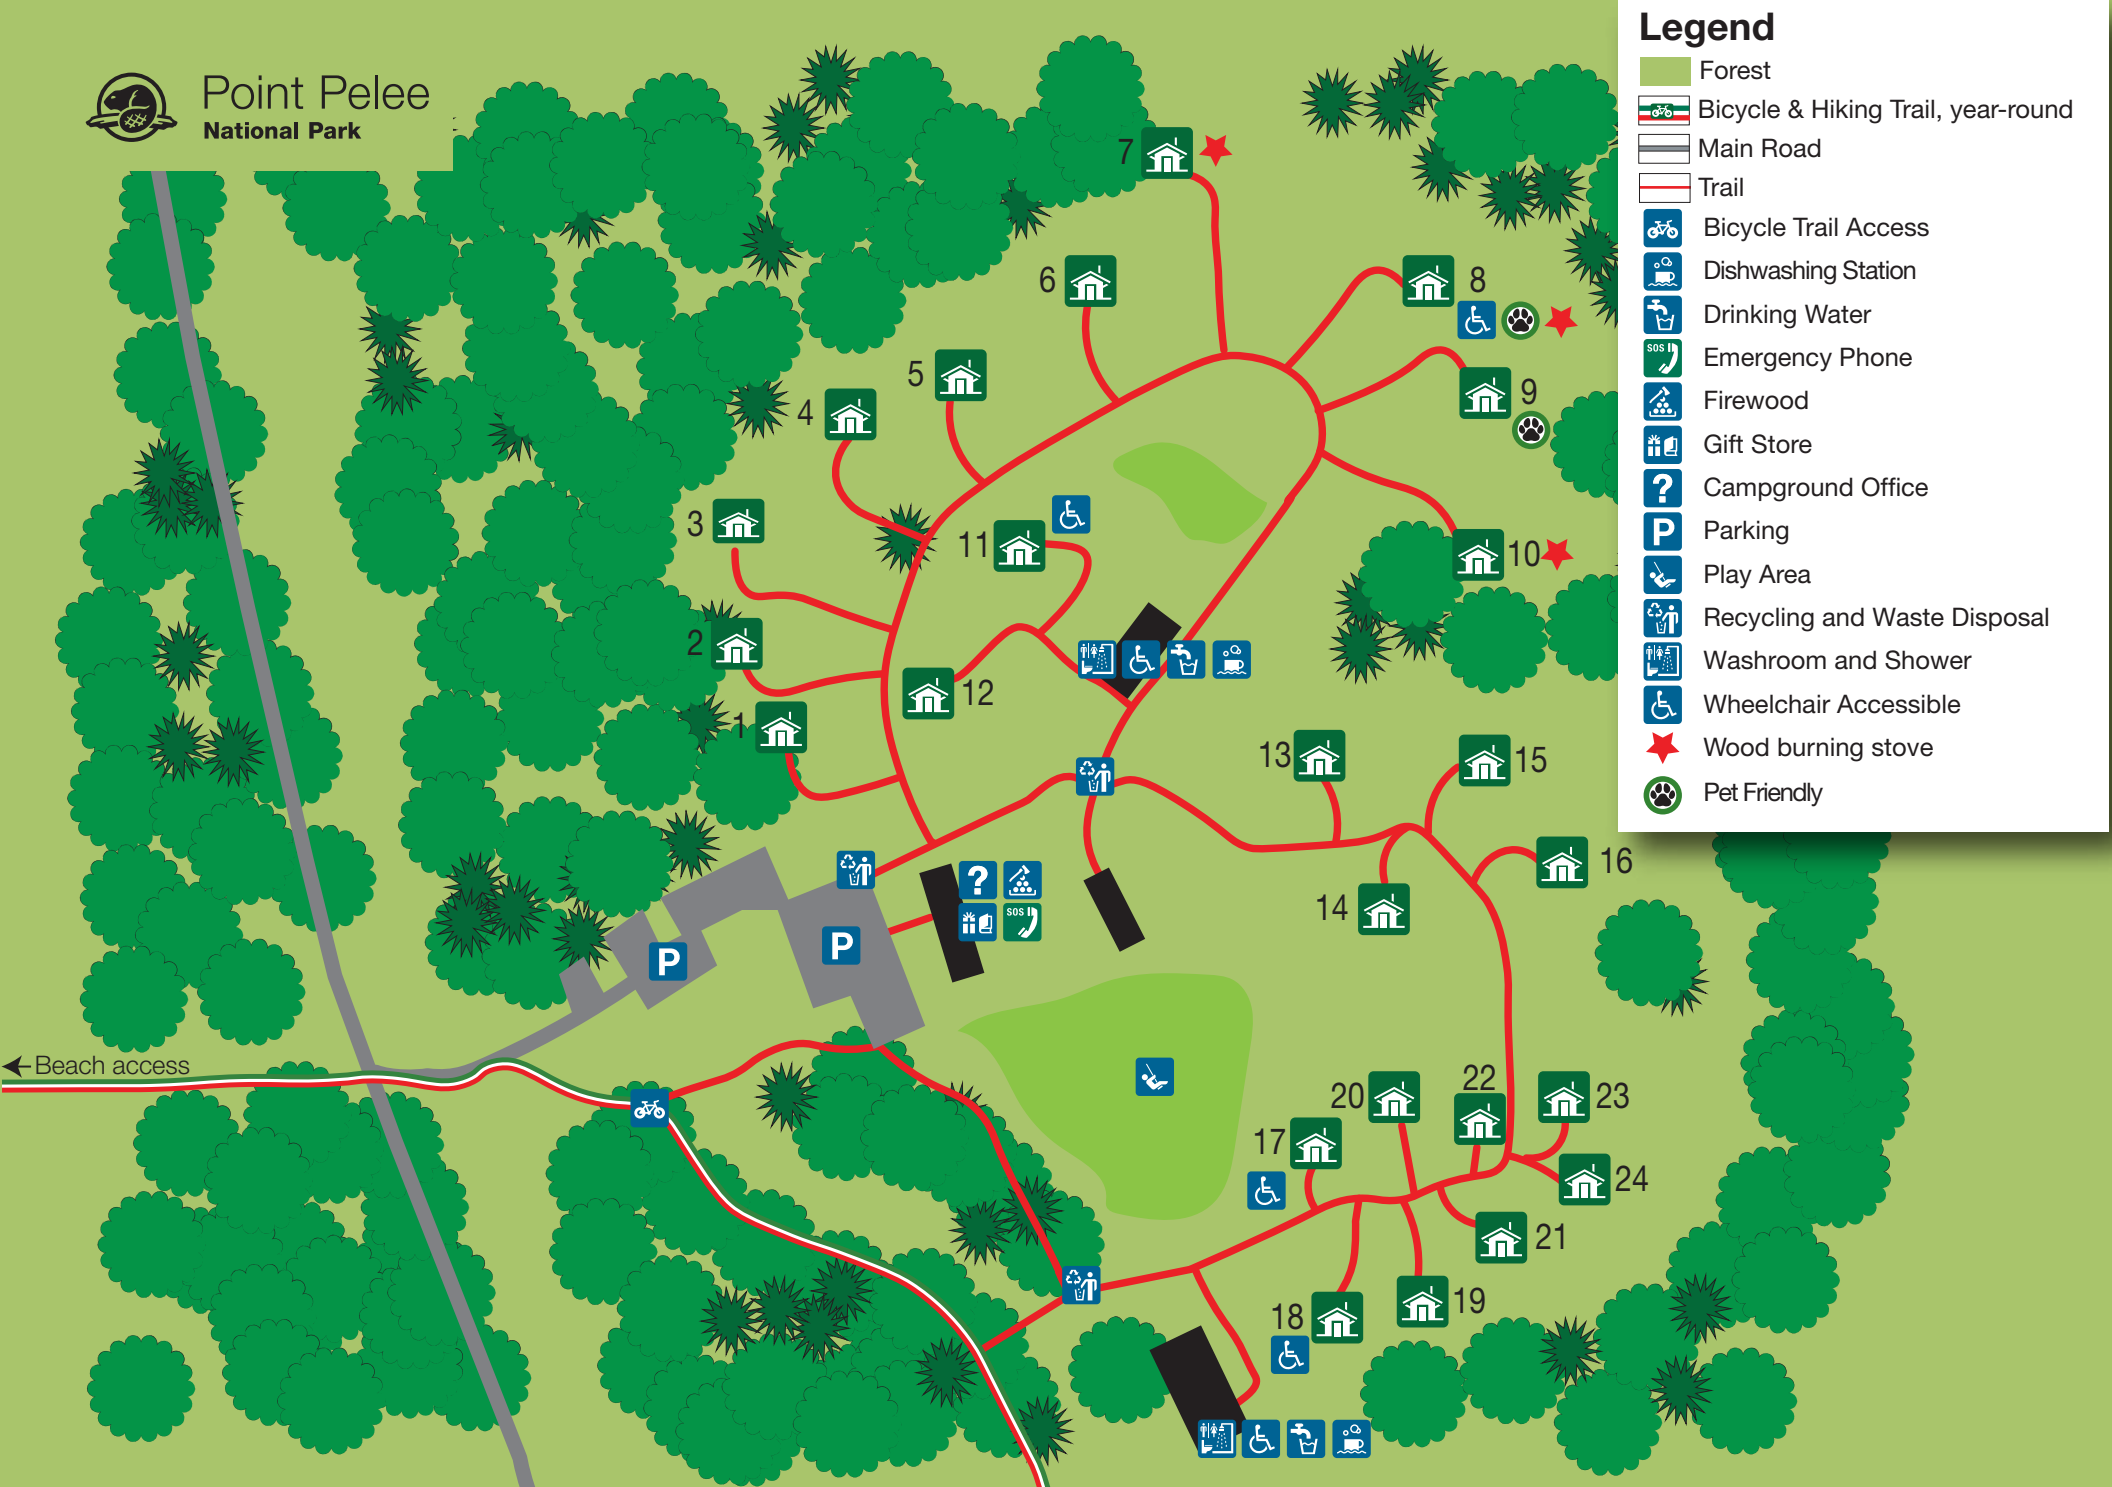 Point Pelee
National Park
Legend
Forest
Bicycle & Hiking Trail, year-round
Main Road
Trail
Bicycle Trail Access
Dishwashing Station
Drinking Water
SOS
Emergency Phone
Firewood
Gift Store
?
Campground Office
P
Parking
Play Area
Recycling and Waste Disposal
Washroom and Shower
Wheelchair Accessible
Wood burning stove
Pet Friendly
7
6
8
5
9
4
3
11
10
2
12
1
13
15
16
?
14
SOS
P
P
Beach access
20
22
23
17
24
21
18
19